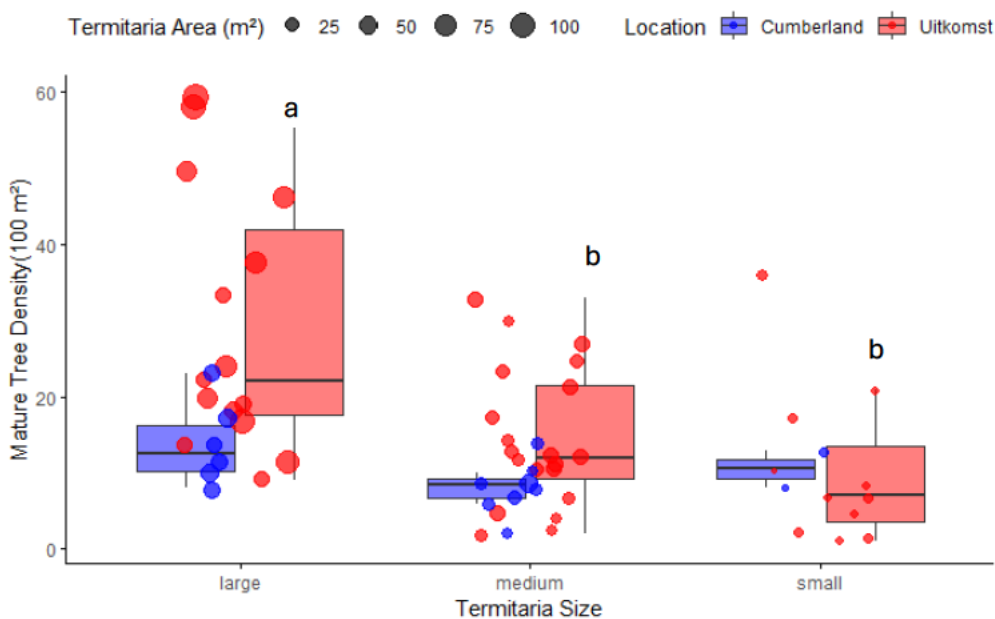 Termitaria Area (m²) 25 50 75 100 Location Cumberland Uitkomst
60
40
20
0
Mature Tree Density(100 m²)
a
b
b
large medium small
Termitaria Size